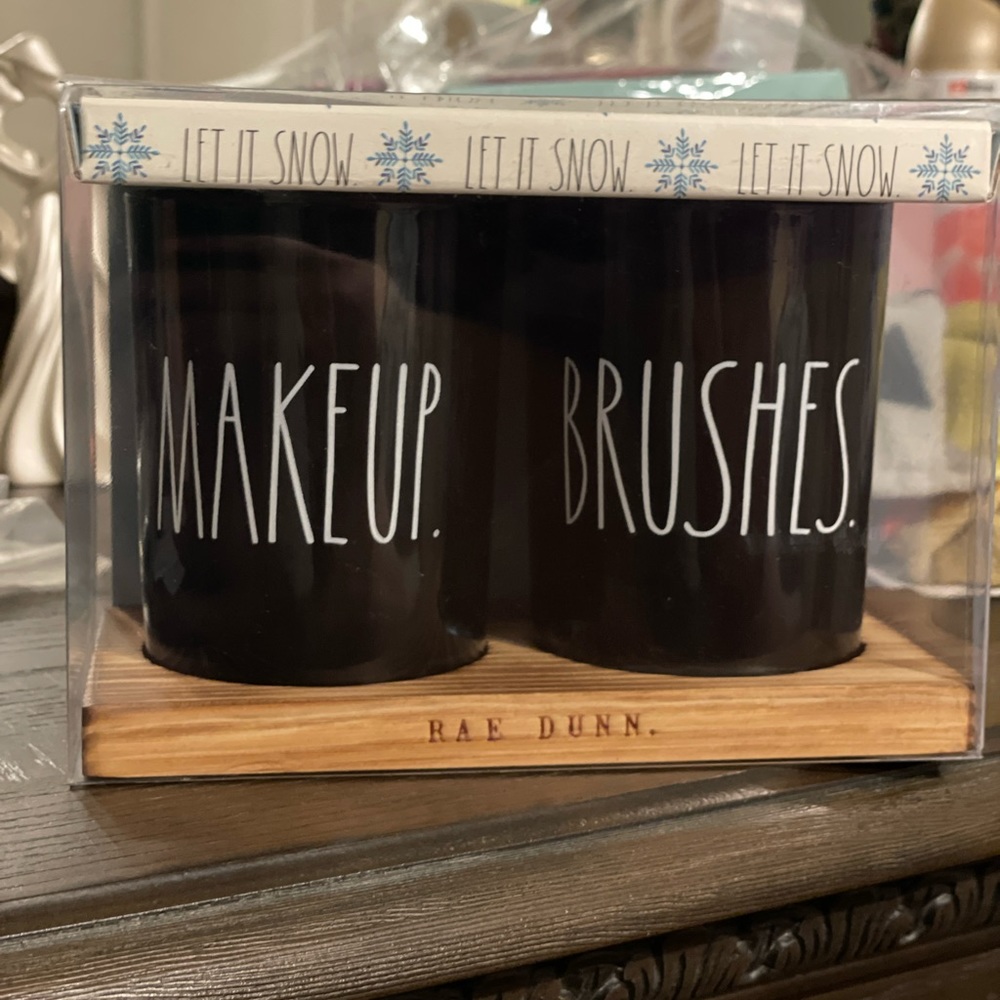 LET IT SNOW. LET IT SNOW. LET IT SNOW.
MAKEUP. BRUSHES.
RAE DUNN.